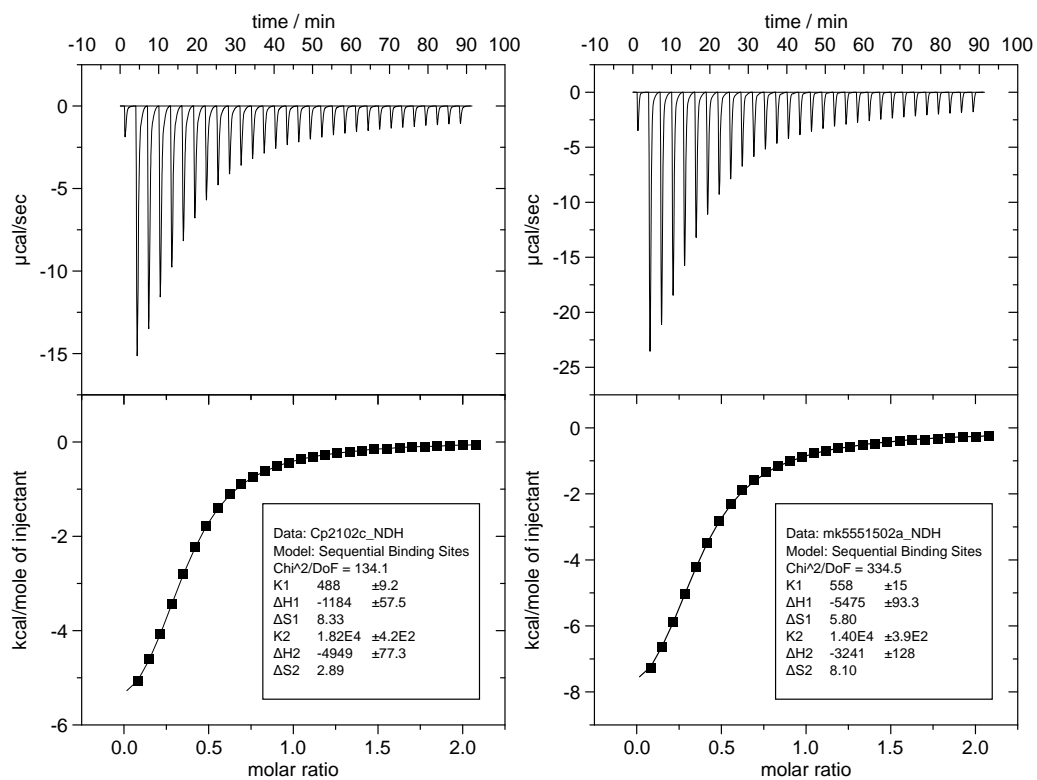 time / min
-10 0 10 20 30 40 50 60 70 80 90 100
0
-5
-10
-15
µcal/sec
0
-2
-4
-6
kcal/mole of injectant
Data: Cp2102c_NDH
Model: Sequential Binding Sites
Chi^2/DoF = 134.1
K1 488 ±9.2
ΔH1 -1184 ±57.5
ΔS1 8.33
K2 1.82E4 ±4.2E2
ΔH2 -4949 ±77.3
ΔS2 2.89
0.0 0.5 1.0 1.5 2.0
molar ratio
time / min
-10 0 10 20 30 40 50 60 70 80 90 100
0
-5
-10
-15
-20
-25
µcal/sec
0
-2
-4
-6
-8
kcal/mole of injectant
Data: mk5551502a_NDH
Model: Sequential Binding Sites
Chi^2/DoF = 334.5
K1 558 ±15
ΔH1 -5475 ±93.3
ΔS1 5.80
K2 1.40E4 ±3.9E2
ΔH2 -3241 ±128
ΔS2 8.10
0.0 0.5 1.0 1.5 2.0
molar ratio